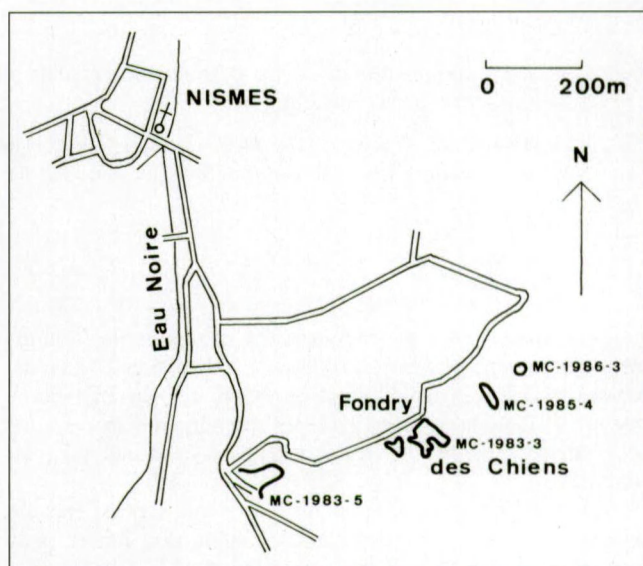 NISMES
0 200m
N
Eau Noire
MC-1986-3
MC-1985-4
Fondry
MC-1983-3
des Chiens
MC-1983-5